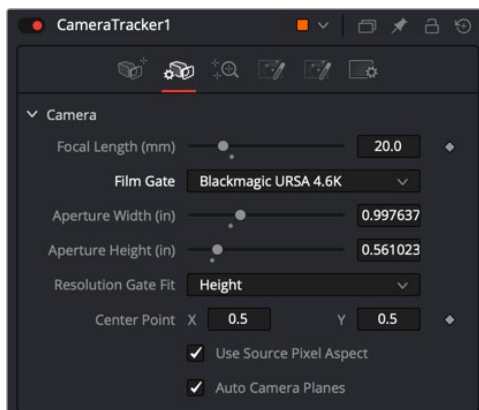 CameraTracker1
Camera
Focal Length (mm) 20.0
Film Gate Blackmagic URSA 4.6K
Aperture Width (in) 0.997637
Aperture Height (in) 0.561023
Resolution Gate Fit Height
Center Point X 0.5 Y 0.5
Use Source Pixel Aspect
Auto Camera Planes